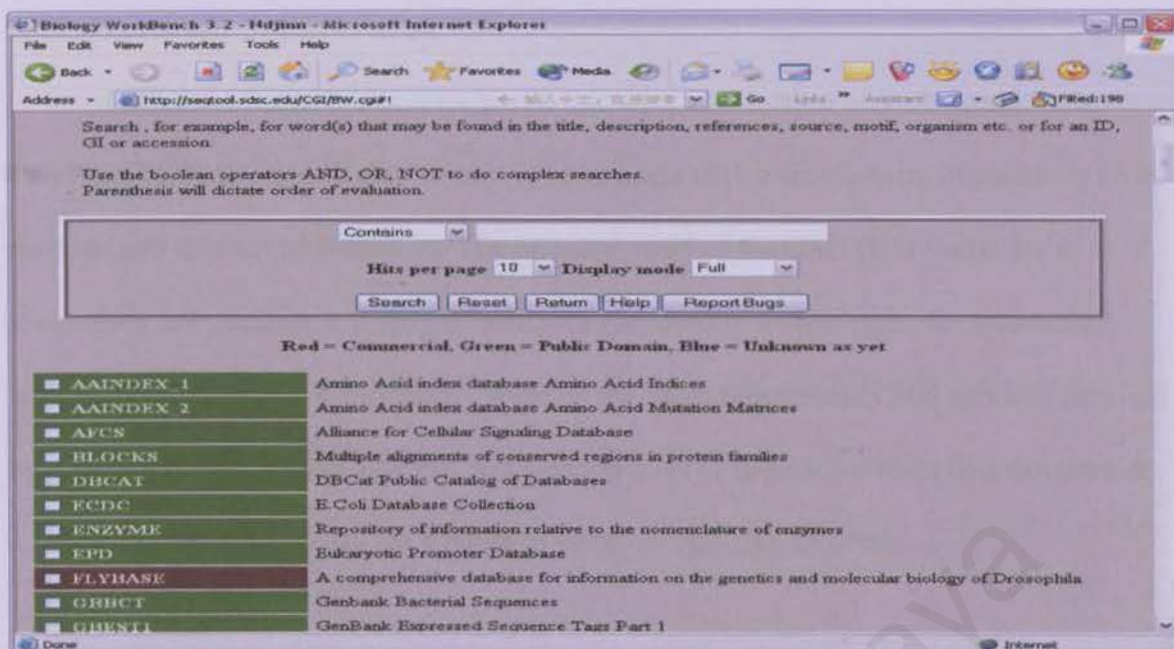 Biology WorkBench 3.2 - Ndjinn - Microsoft Internet Explorer
File Edit View Favorites Tools Help
Back Search Favorites Media
Address http://seqtool.sdsc.edu/CGI/BW.cgi#! Go
Search , for example, for word(s) that may be found in the title, description, references, source, motif, organism etc. or for an ID,
GI or accession.
Use the boolean operators AND, OR, NOT to do complex searches.
Parenthesis will dictate order of evaluation.
Contains
Hits per page 10 Display mode Full
Search Reset Return Help Report Bugs
Red = Commercial, Green = Public Domain, Blue = Unknown as yet
AAINDEX_1 Amino Acid index database Amino Acid Indices
AAINDEX_2 Amino Acid index database Amino Acid Mutation Matrices
AFCS Alliance for Cellular Signaling Database
BLOCKS Multiple alignments of conserved regions in protein families
DBCAT DBCat Public Catalog of Databases
ECDC E.Coli Database Collection
ENZYME Repository of information relative to the nomenclature of enzymes
EPD Eukaryotic Promoter Database
FLYBASE A comprehensive database for information on the genetics and molecular biology of Drosophila
GBBCT Genbank Bacterial Sequences
GBEST1 GenBank Expressed Sequence Tags Part 1
Done Internet